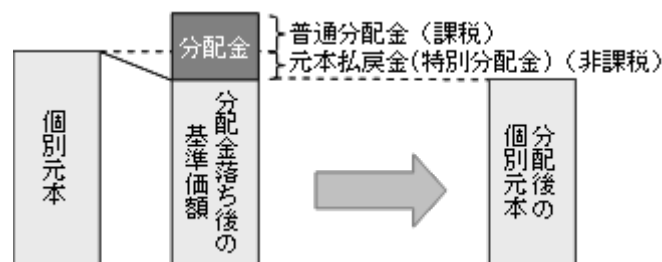 分配金
普通分配金（課税）
元本払戻金(特別分配金)（非課税）
個別元本
分配金落ち後の
基準価額
分配後の
個別元本